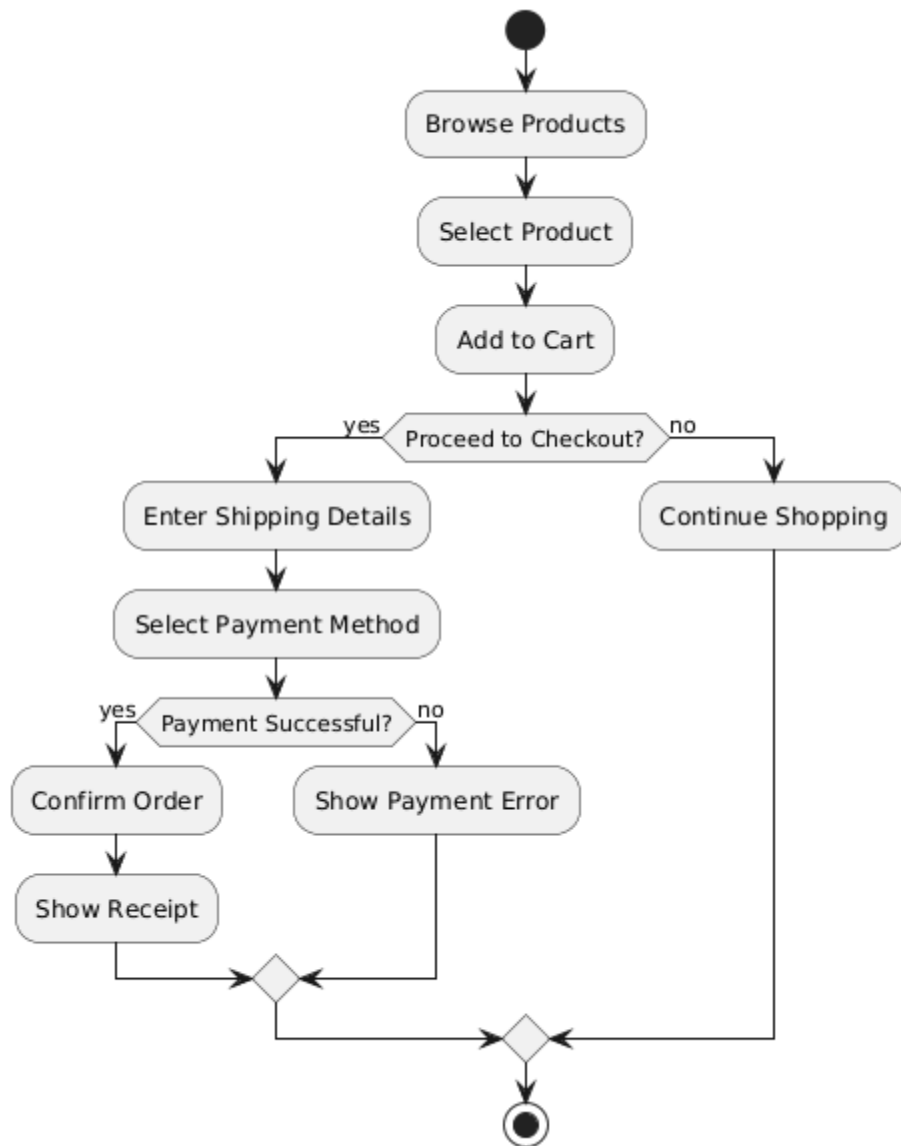 Browse Products
Select Product
Add to Cart
yes
Proceed to Checkout?
no
Enter Shipping Details
Continue Shopping
Select Payment Method
yes
Payment Successful?
no
Confirm Order
Show Payment Error
Show Receipt